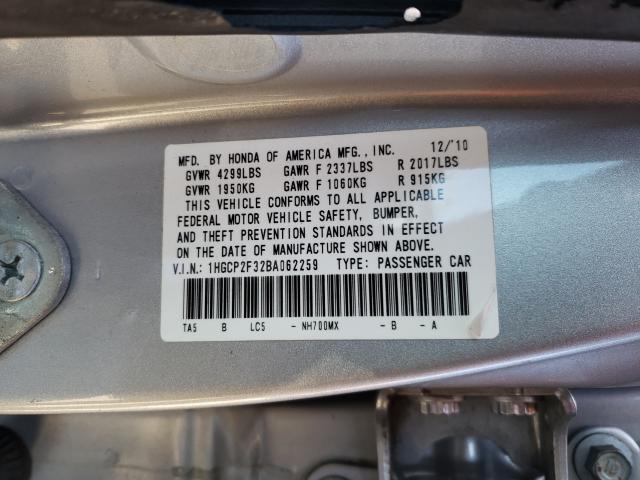 MFD. BY HONDA OF AMERICA MFG., INC. 12/'10
GVWR 4299LBS GAWR F 2337LBS R 2017LBS
GVWR 1950KG GAWR F 1060KG R 915KG
THIS VEHICLE CONFORMS TO ALL APPLICABLE
FEDERAL MOTOR VEHICLE SAFETY, BUMPER,
AND THEFT PREVENTION STANDARDS IN EFFECT
ON THE DATE OF MANUFACTURE SHOWN ABOVE.
V.I.N.: 1HGCP2F32BA062259 TYPE: PASSENGER CAR
TA5 B LC5 -NH700MX -B -A